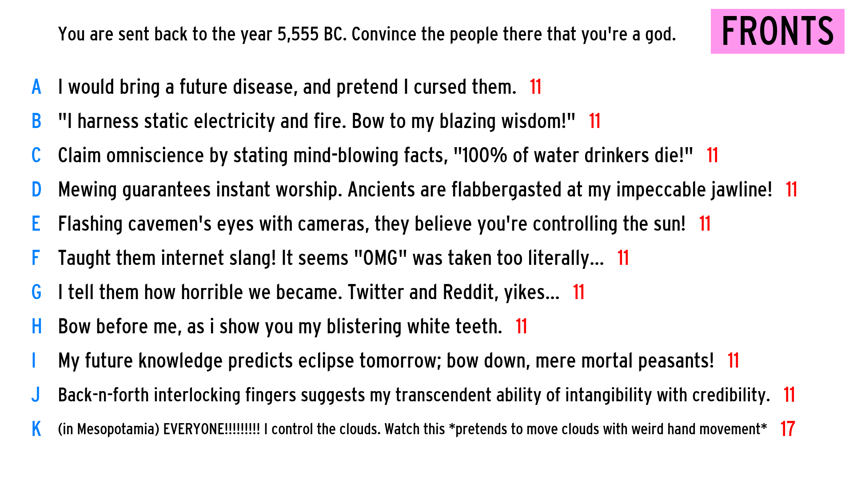 You are sent back to the year 5,555 BC. Convince the people there that you're a god.
FRONTS
A I would bring a future disease, and pretend I cursed them. 11
B "I harness static electricity and fire. Bow to my blazing wisdom!" 11
C Claim omniscience by stating mind-blowing facts, "100% of water drinkers die!" 11
D Mewing guarantees instant worship. Ancients are flabbergasted at my impeccable jawline! 11
E Flashing cavemen's eyes with cameras, they believe you're controlling the sun! 11
F Taught them internet slang! It seems "OMG" was taken too literally... 11
G I tell them how horrible we became. Twitter and Reddit, yikes... 11
H Bow before me, as i show you my blistering white teeth. 11
I My future knowledge predicts eclipse tomorrow; bow down, mere mortal peasants! 11
J Back-n-forth interlocking fingers suggests my transcendent ability of intangibility with credibility. 11
K (in Mesopotamia) EVERYONE!!!!!!!!! I control the clouds. Watch this *pretends to move clouds with weird hand movement* 17